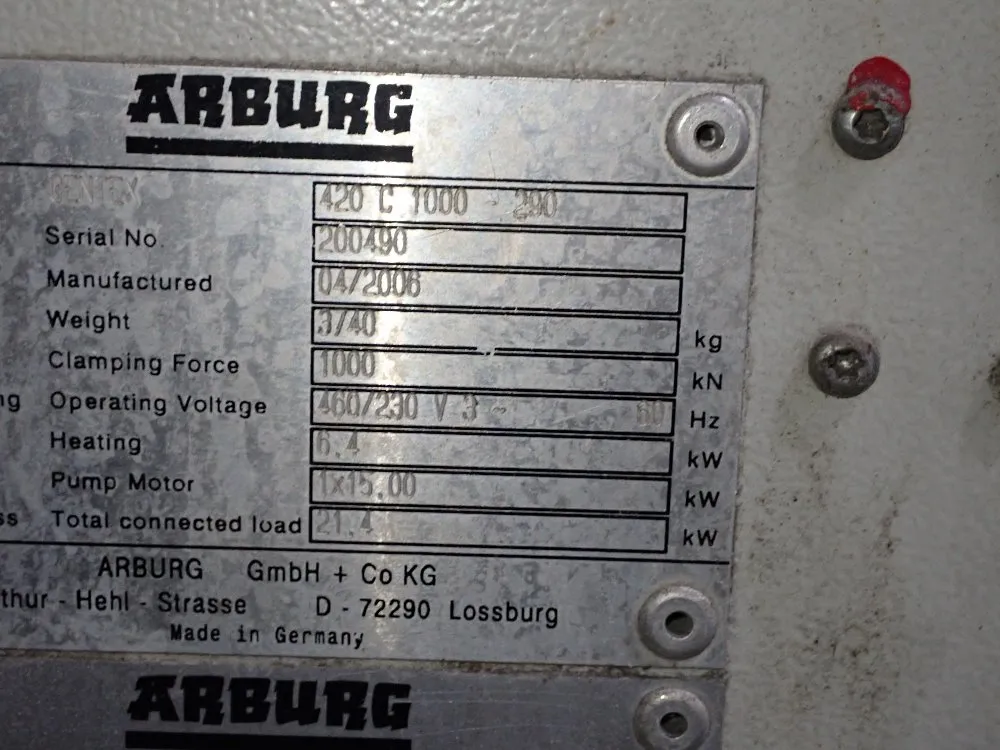 ARBURG
420 C 1000 - 290
Serial No. 200490
Manufactured 04/2006
Weight 3740 kg
Clamping Force 1000 kN
ng Operating Voltage 460/230 V 3 ~ 60 Hz
Heating 6.4 kW
Pump Motor 1x15.00 kW
ss Total connected load 21.4 kW
ARBURG GmbH + Co KG
thur - Hehl - Strasse D - 72290 Lossburg
Made in Germany
ARBURG